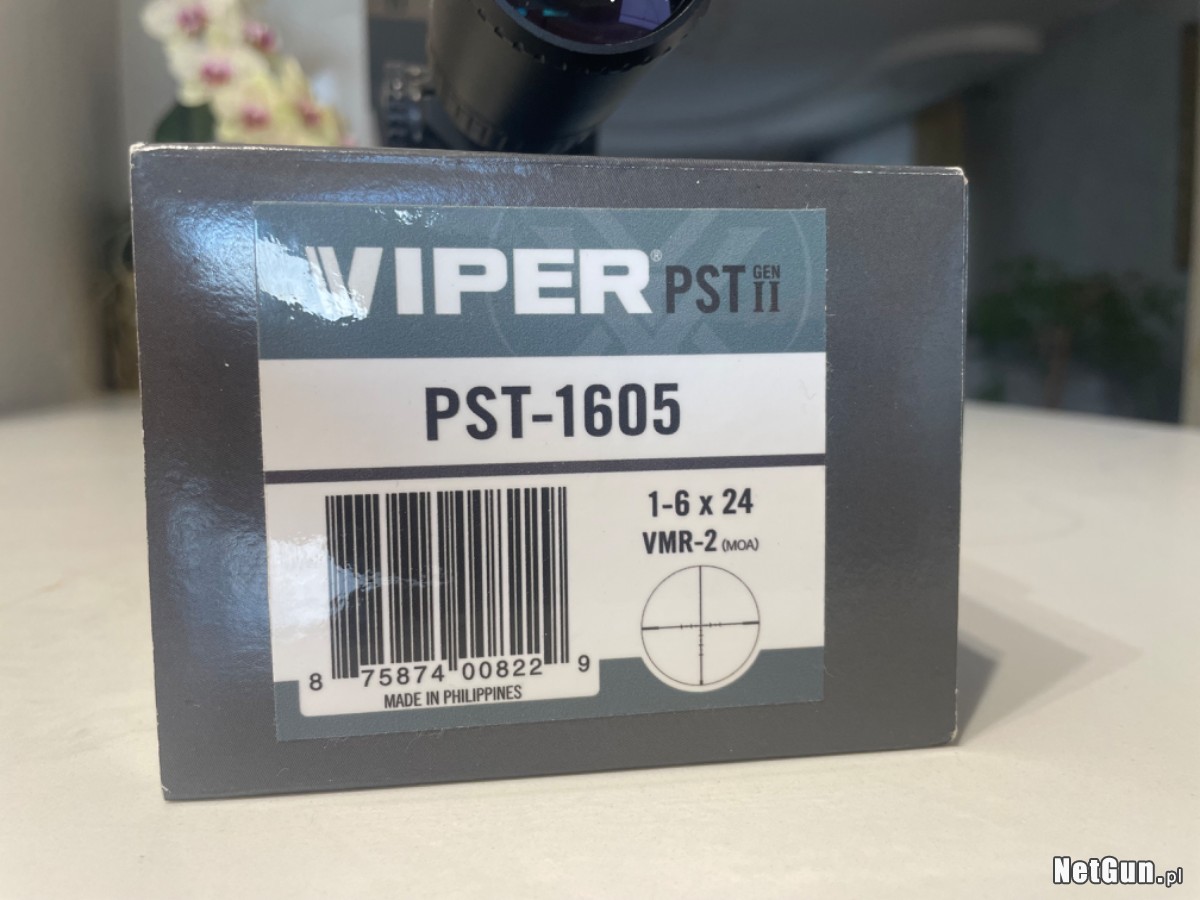 VIPER® PST GEN II
PST-1605
1-6 x 24
VMR-2 (MOA)
8 75874 00822 9
MADE IN PHILIPPINES
NetGun.pl